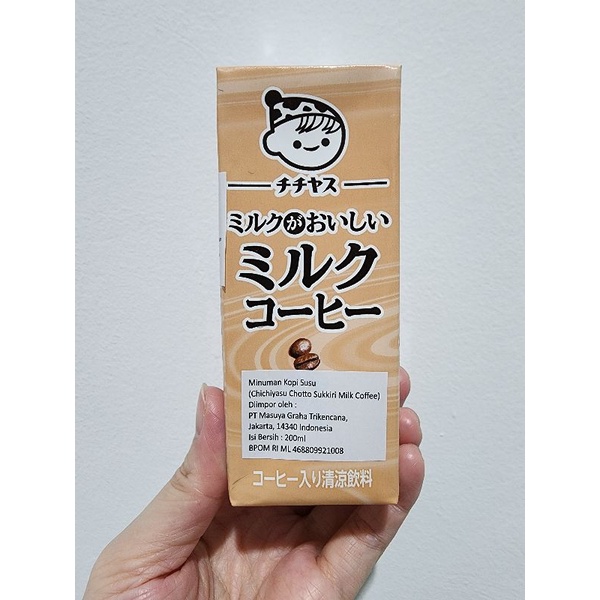 チチヤス
ミルクがおいしい
ミルク
コーヒー
Minuman Kopi Susu
(Chichiyasu Chotto Sukkiri Milk Coffee)
Diimpor oleh :
PT Masuya Graha Trikencana,
Jakarta, 14340 Indonesia
Isi Bersih : 200ml
BPOM RI ML 468809921008
コーヒー入り清涼飲料